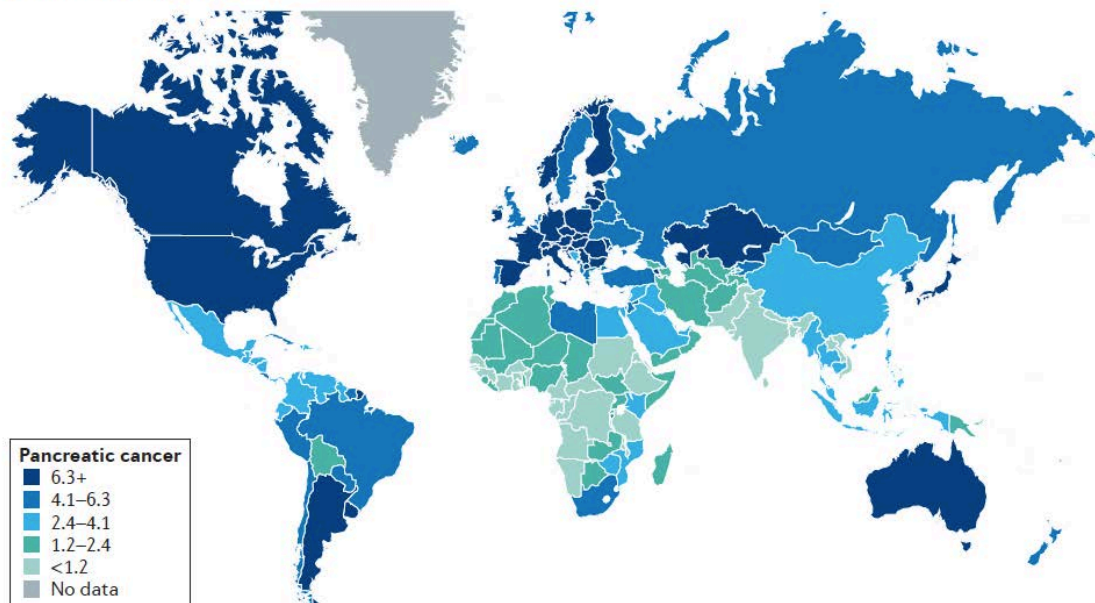 Pancreatic cancer
6.3+
4.1–6.3
2.4–4.1
1.2–2.4
<1.2
No data